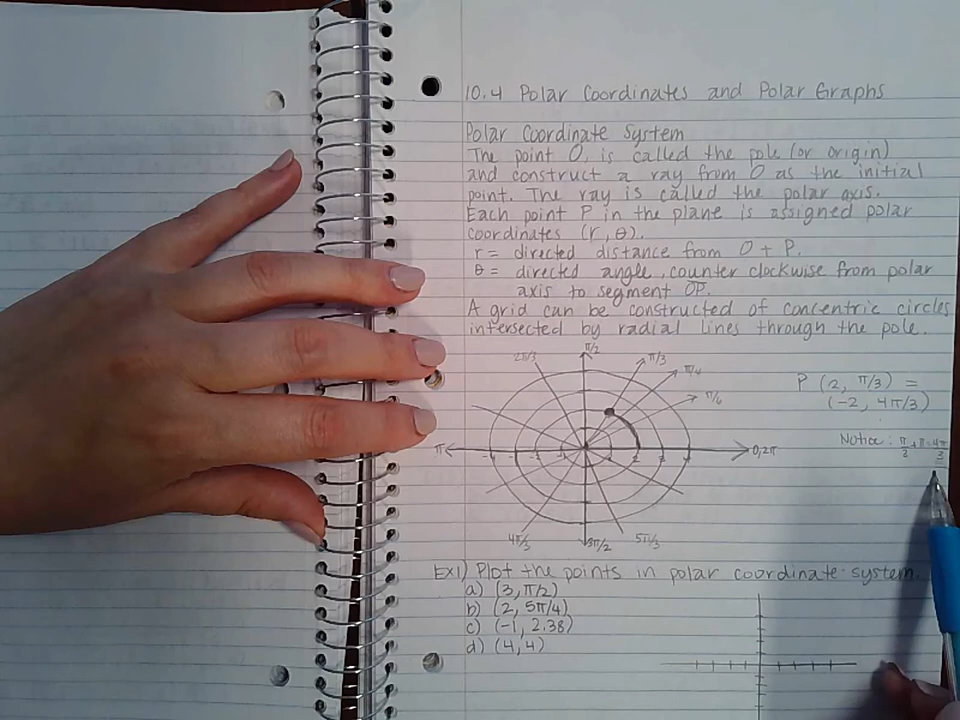 10.4 Polar Coordinates and Polar Graphs
Polar Coordinate System
The point O, is called the pole (or origin)
and construct a ray from O as the initial
point. The ray is called the polar axis.
Each point P in the plane is assigned polar
coordinates (r, θ).
r = directed distance from O + P.
θ = directed angle, counter clockwise from polar
axis to segment OP.
A grid can be constructed of concentric circles
intersected by radial lines through the pole.
2π/3
π/2
π/3
π/4
π/6
π
0,2π
4π/3
3π/2
5π/3
P (2, π/3) =
(-2, 4π/3)
Notice: π/3 + π = 4π/3
EX1) Plot the points in polar coordinate system.
a) (3, π/2)
b) (2, 5π/4)
c) (-1, 2.38)
d) (4, 4)